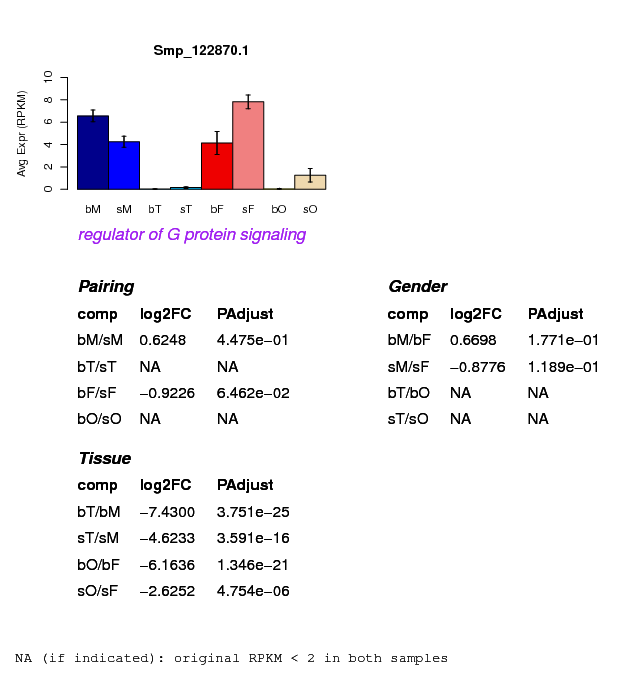 Smp_122870.1
Avg Expr (RPKM)
0 2 4 6 8 10
bM sM bT sT bF sF bO sO
regulator of G protein signaling
Pairing
comp log2FC PAdjust
bM/sM 0.6248 4.475e−01
bT/sT NA NA
bF/sF −0.9226 6.462e−02
bO/sO NA NA
Gender
comp log2FC PAdjust
bM/bF 0.6698 1.771e−01
sM/sF −0.8776 1.189e−01
bT/bO NA NA
sT/sO NA NA
Tissue
comp log2FC PAdjust
bT/bM −7.4300 3.751e−25
sT/sM −4.6233 3.591e−16
bO/bF −6.1636 1.346e−21
sO/sF −2.6252 4.754e−06
NA (if indicated): original RPKM < 2 in both samples